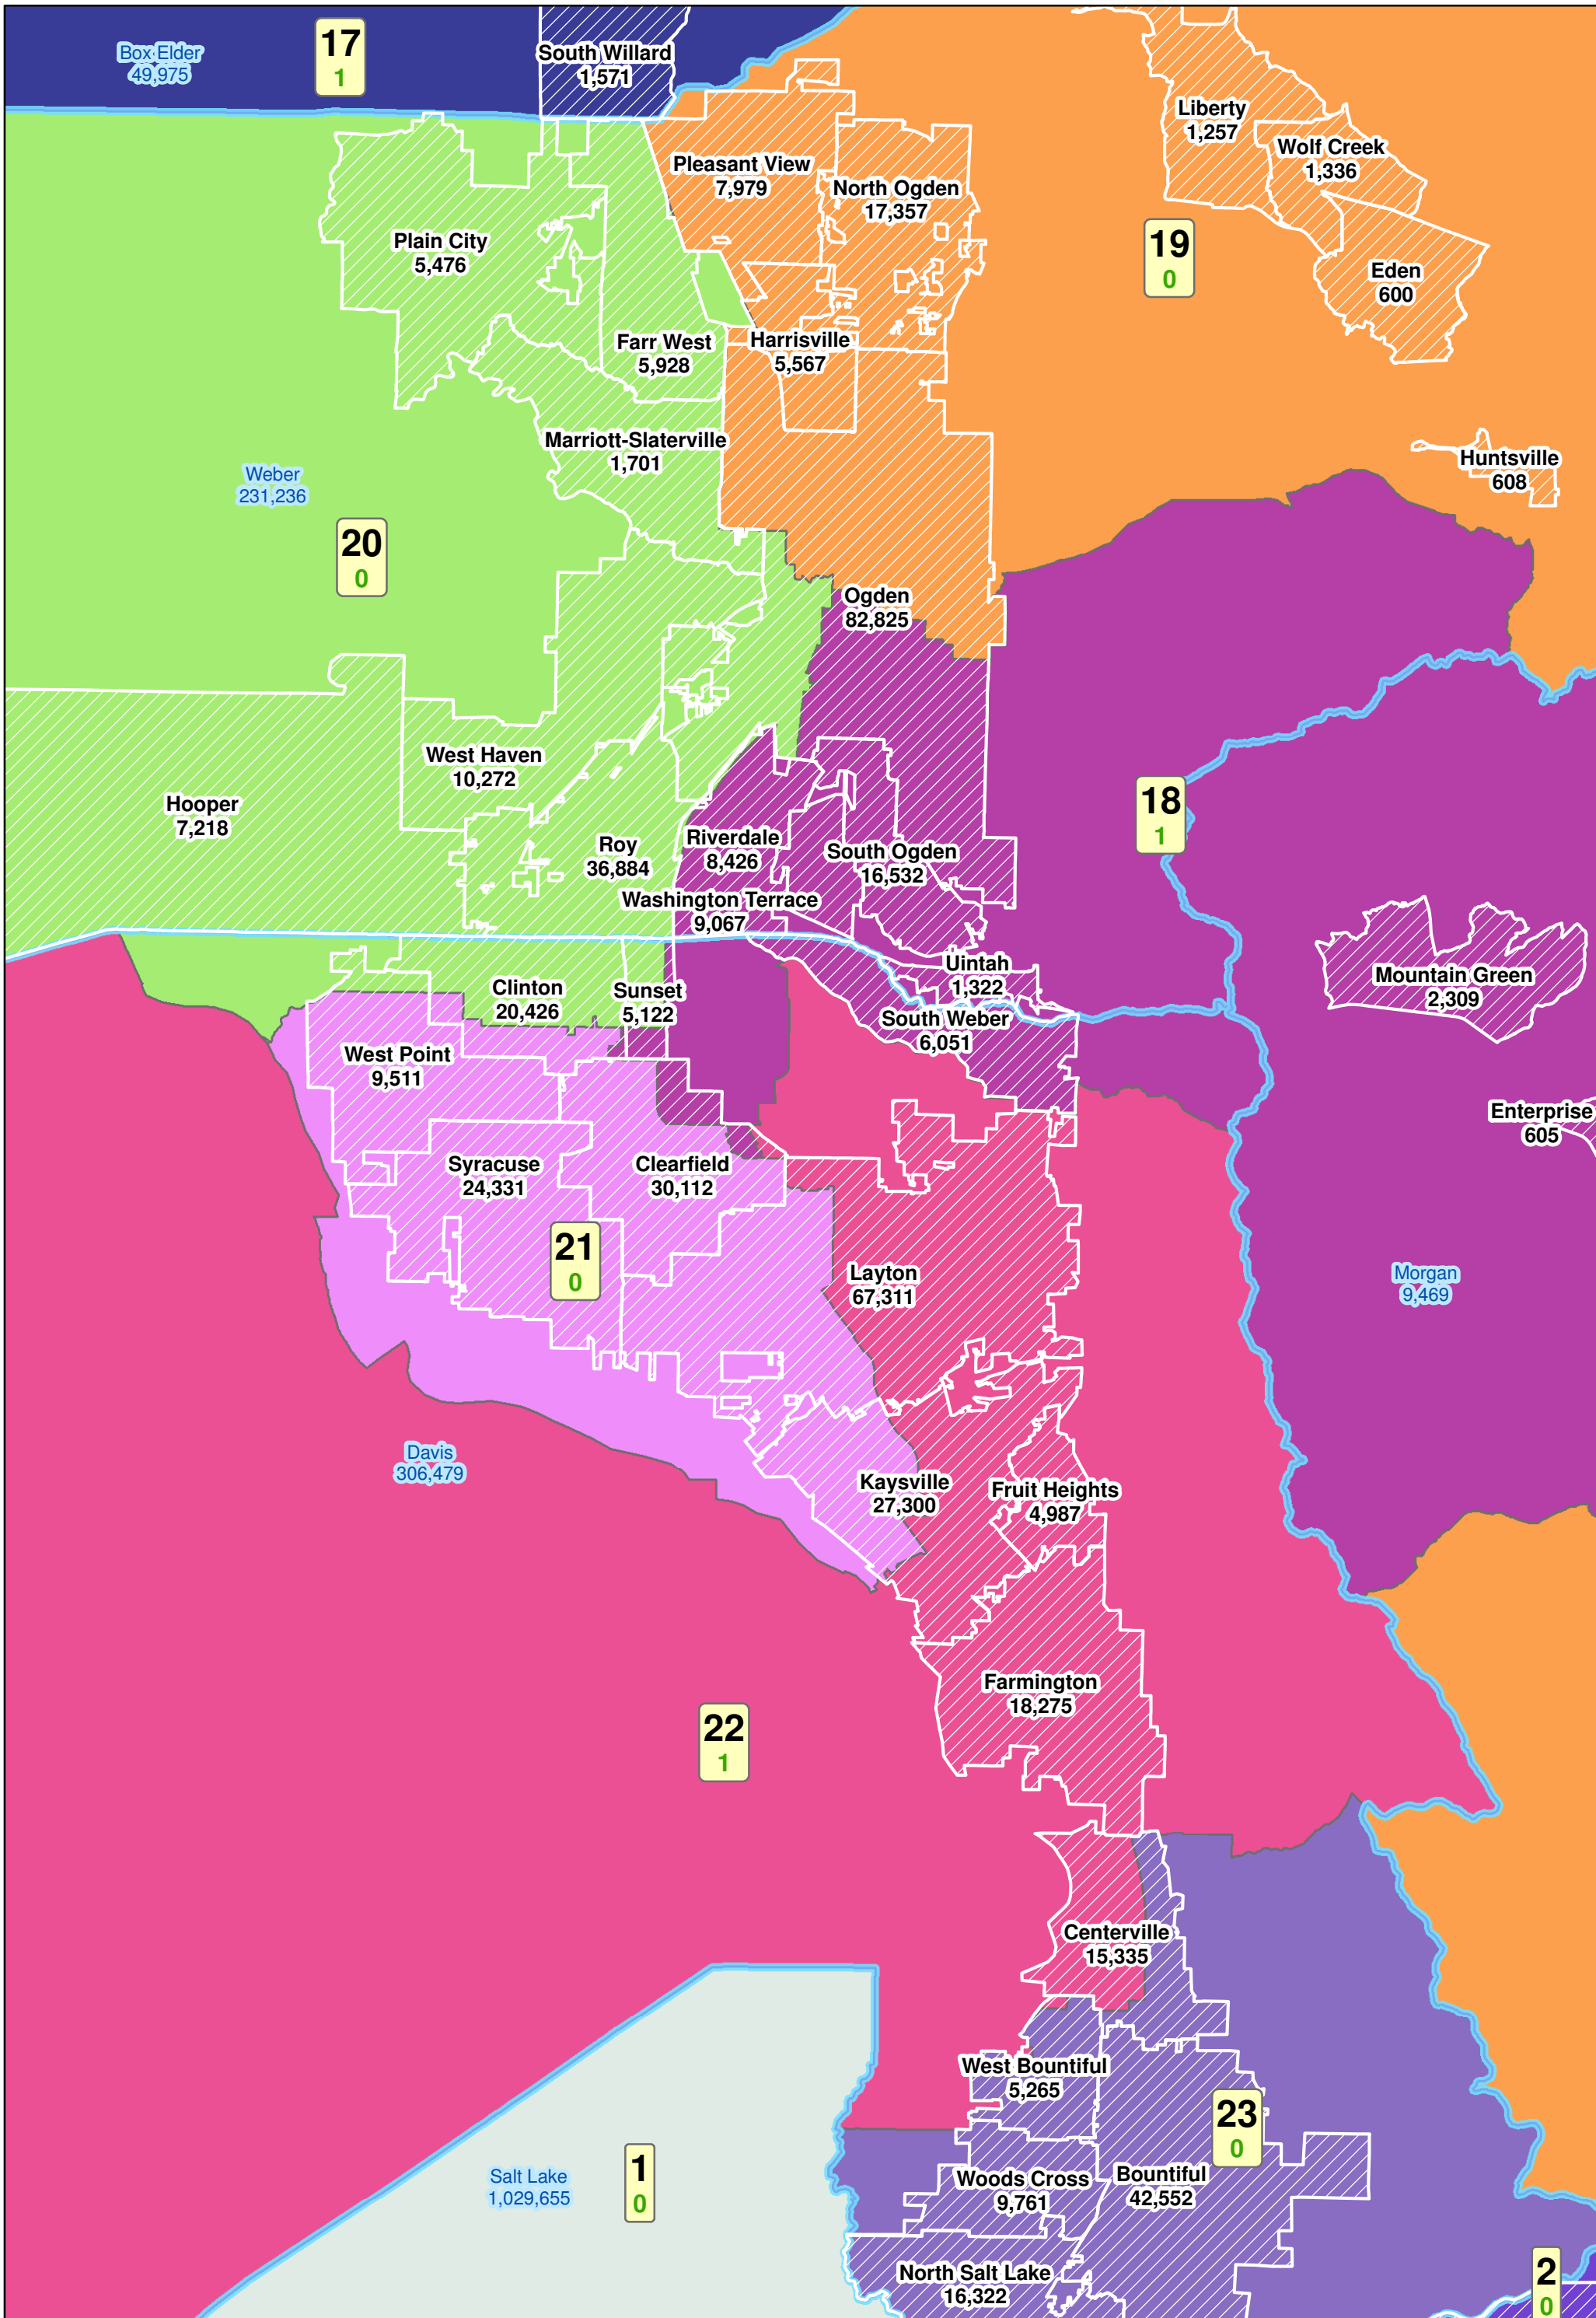 Box Elder
49,975
17
1
South Willard
1,571
Liberty
1,257
Wolf Creek
1,336
Pleasant View
7,979
North Ogden
17,357
Plain City
5,476
19
0
Eden
600
Farr West
5,928
Harrisville
5,567
Marriott-Slaterville
1,701
Huntsville
608
Weber
231,236
20
0
Ogden
82,825
West Haven
10,272
Hooper
7,218
18
1
Roy
36,884
Riverdale
8,426
South Ogden
16,532
Washington Terrace
9,067
Uintah
1,322
Mountain Green
2,309
Clinton
20,426
Sunset
5,122
South Weber
6,051
West Point
9,511
Enterprise
605
Syracuse
24,331
Clearfield
30,112
21
0
Layton
67,311
Morgan
9,469
Davis
306,479
Kaysville
27,300
Fruit Heights
4,987
Farmington
18,275
22
1
Centerville
15,335
West Bountiful
5,265
23
0
Salt Lake
1,029,655
1
0
Woods Cross
9,761
Bountiful
42,552
North Salt Lake
16,322
2
0